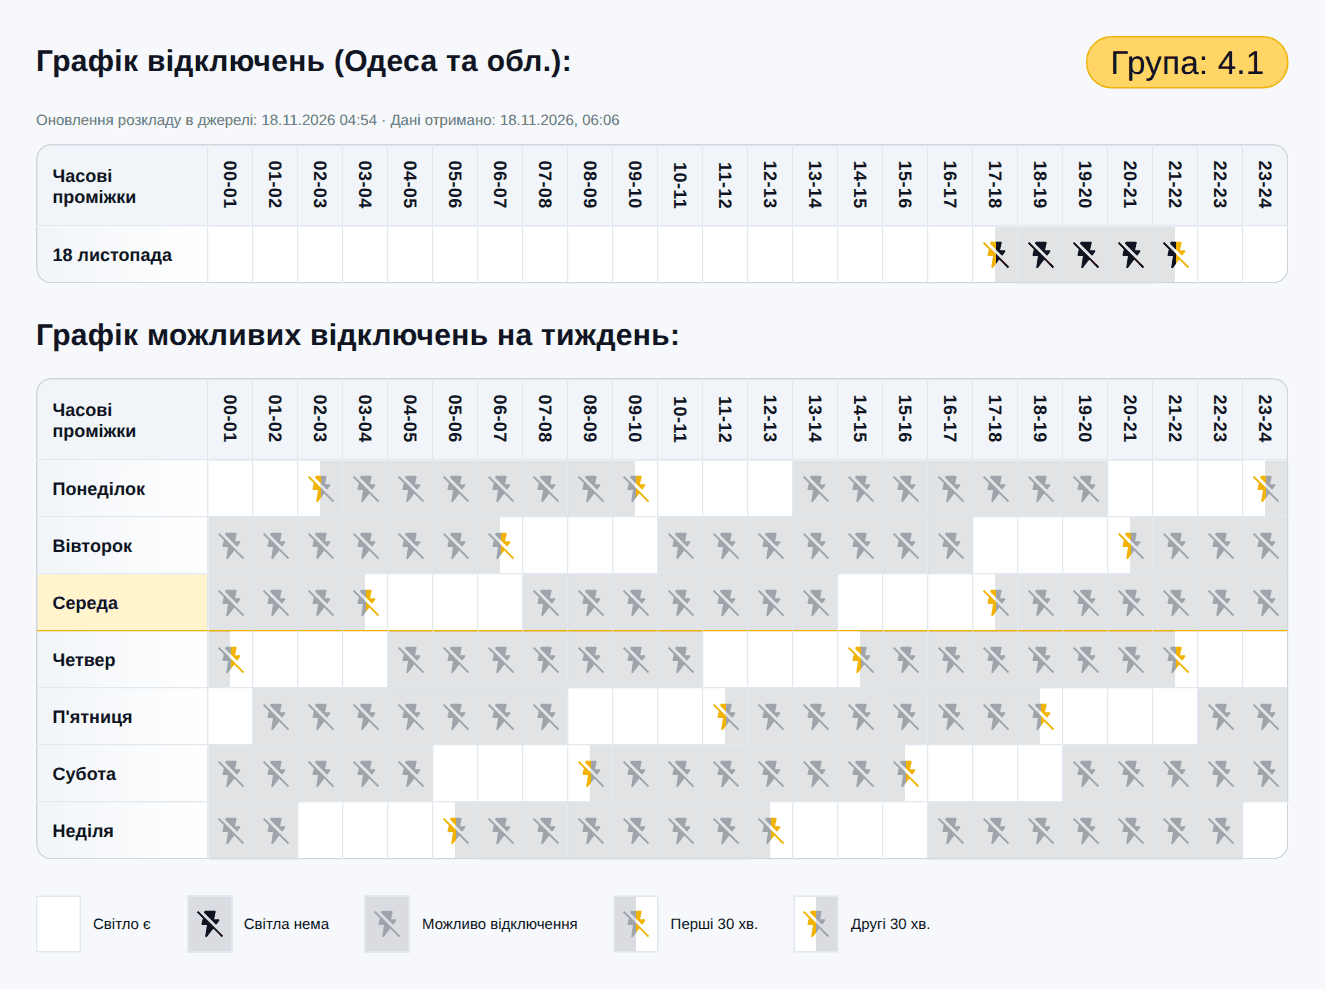 Графік відключень (Одеса та обл.):
Група: 4.1
Оновлення розкладу в джерелі: 18.11.2026 04:54 · Дані отримано: 18.11.2026, 06:06
Часові проміжки 00-01 01-02 02-03 03-04 04-05 05-06 06-07 07-08 08-09 09-10 10-11 11-12 12-13 13-14 14-15 15-16 16-17 17-18 18-19 19-20 20-21 21-22 22-23 23-24
18 листопада
Графік можливих відключень на тиждень:
Часові проміжки 00-01 01-02 02-03 03-04 04-05 05-06 06-07 07-08 08-09 09-10 10-11 11-12 12-13 13-14 14-15 15-16 16-17 17-18 18-19 19-20 20-21 21-22 22-23 23-24
Понеділок
Вівторок
Середа
Четвер
П'ятниця
Субота
Неділя
Світло є Світла нема Можливо відключення Перші 30 хв. Другі 30 хв.